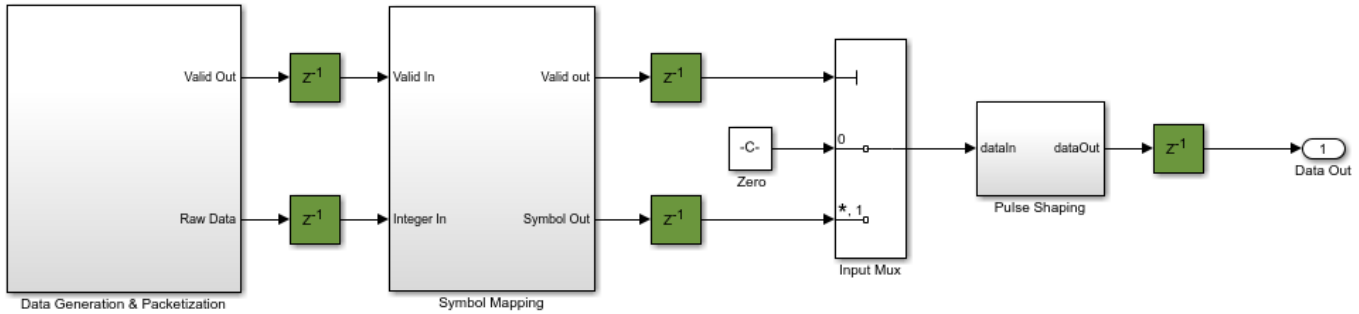 Valid Out
z-1
Valid In
Valid out
z-1
0
-C-
Zero
dataIn
dataOut
z-1
1
Data Out
Raw Data
z-1
Integer In
Symbol Out
z-1
*, 1
Pulse Shaping
Input Mux
Data Generation & Packetization
Symbol Mapping